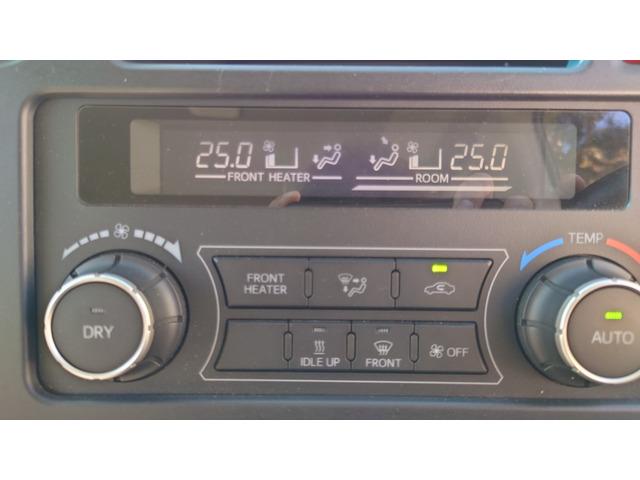 25.0 25.0
FRONT HEATER ROOM
TEMP
FRONT
HEATER
DRY AUTO
IDLE UP FRONT OFF